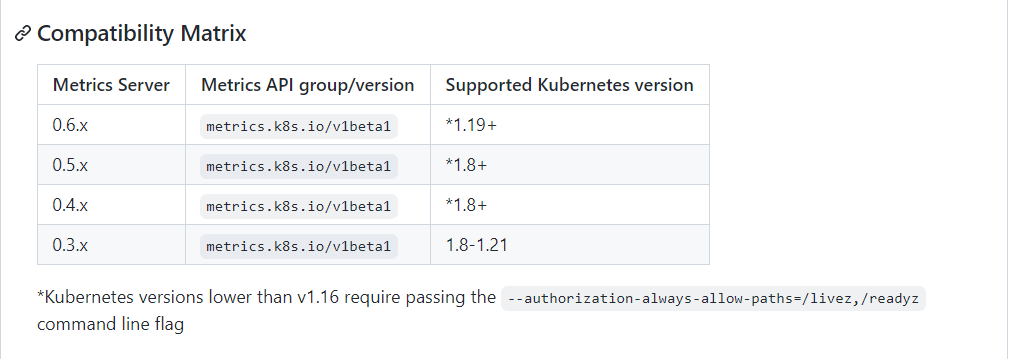 Compatibility Matrix
Metrics Server Metrics API group/version Supported Kubernetes version
0.6.x metrics.k8s.io/v1beta1 *1.19+
0.5.x metrics.k8s.io/v1beta1 *1.8+
0.4.x metrics.k8s.io/v1beta1 *1.8+
0.3.x metrics.k8s.io/v1beta1 1.8-1.21
*Kubernetes versions lower than v1.16 require passing the --authorization-always-allow-paths=/livez,/readyz
command line flag